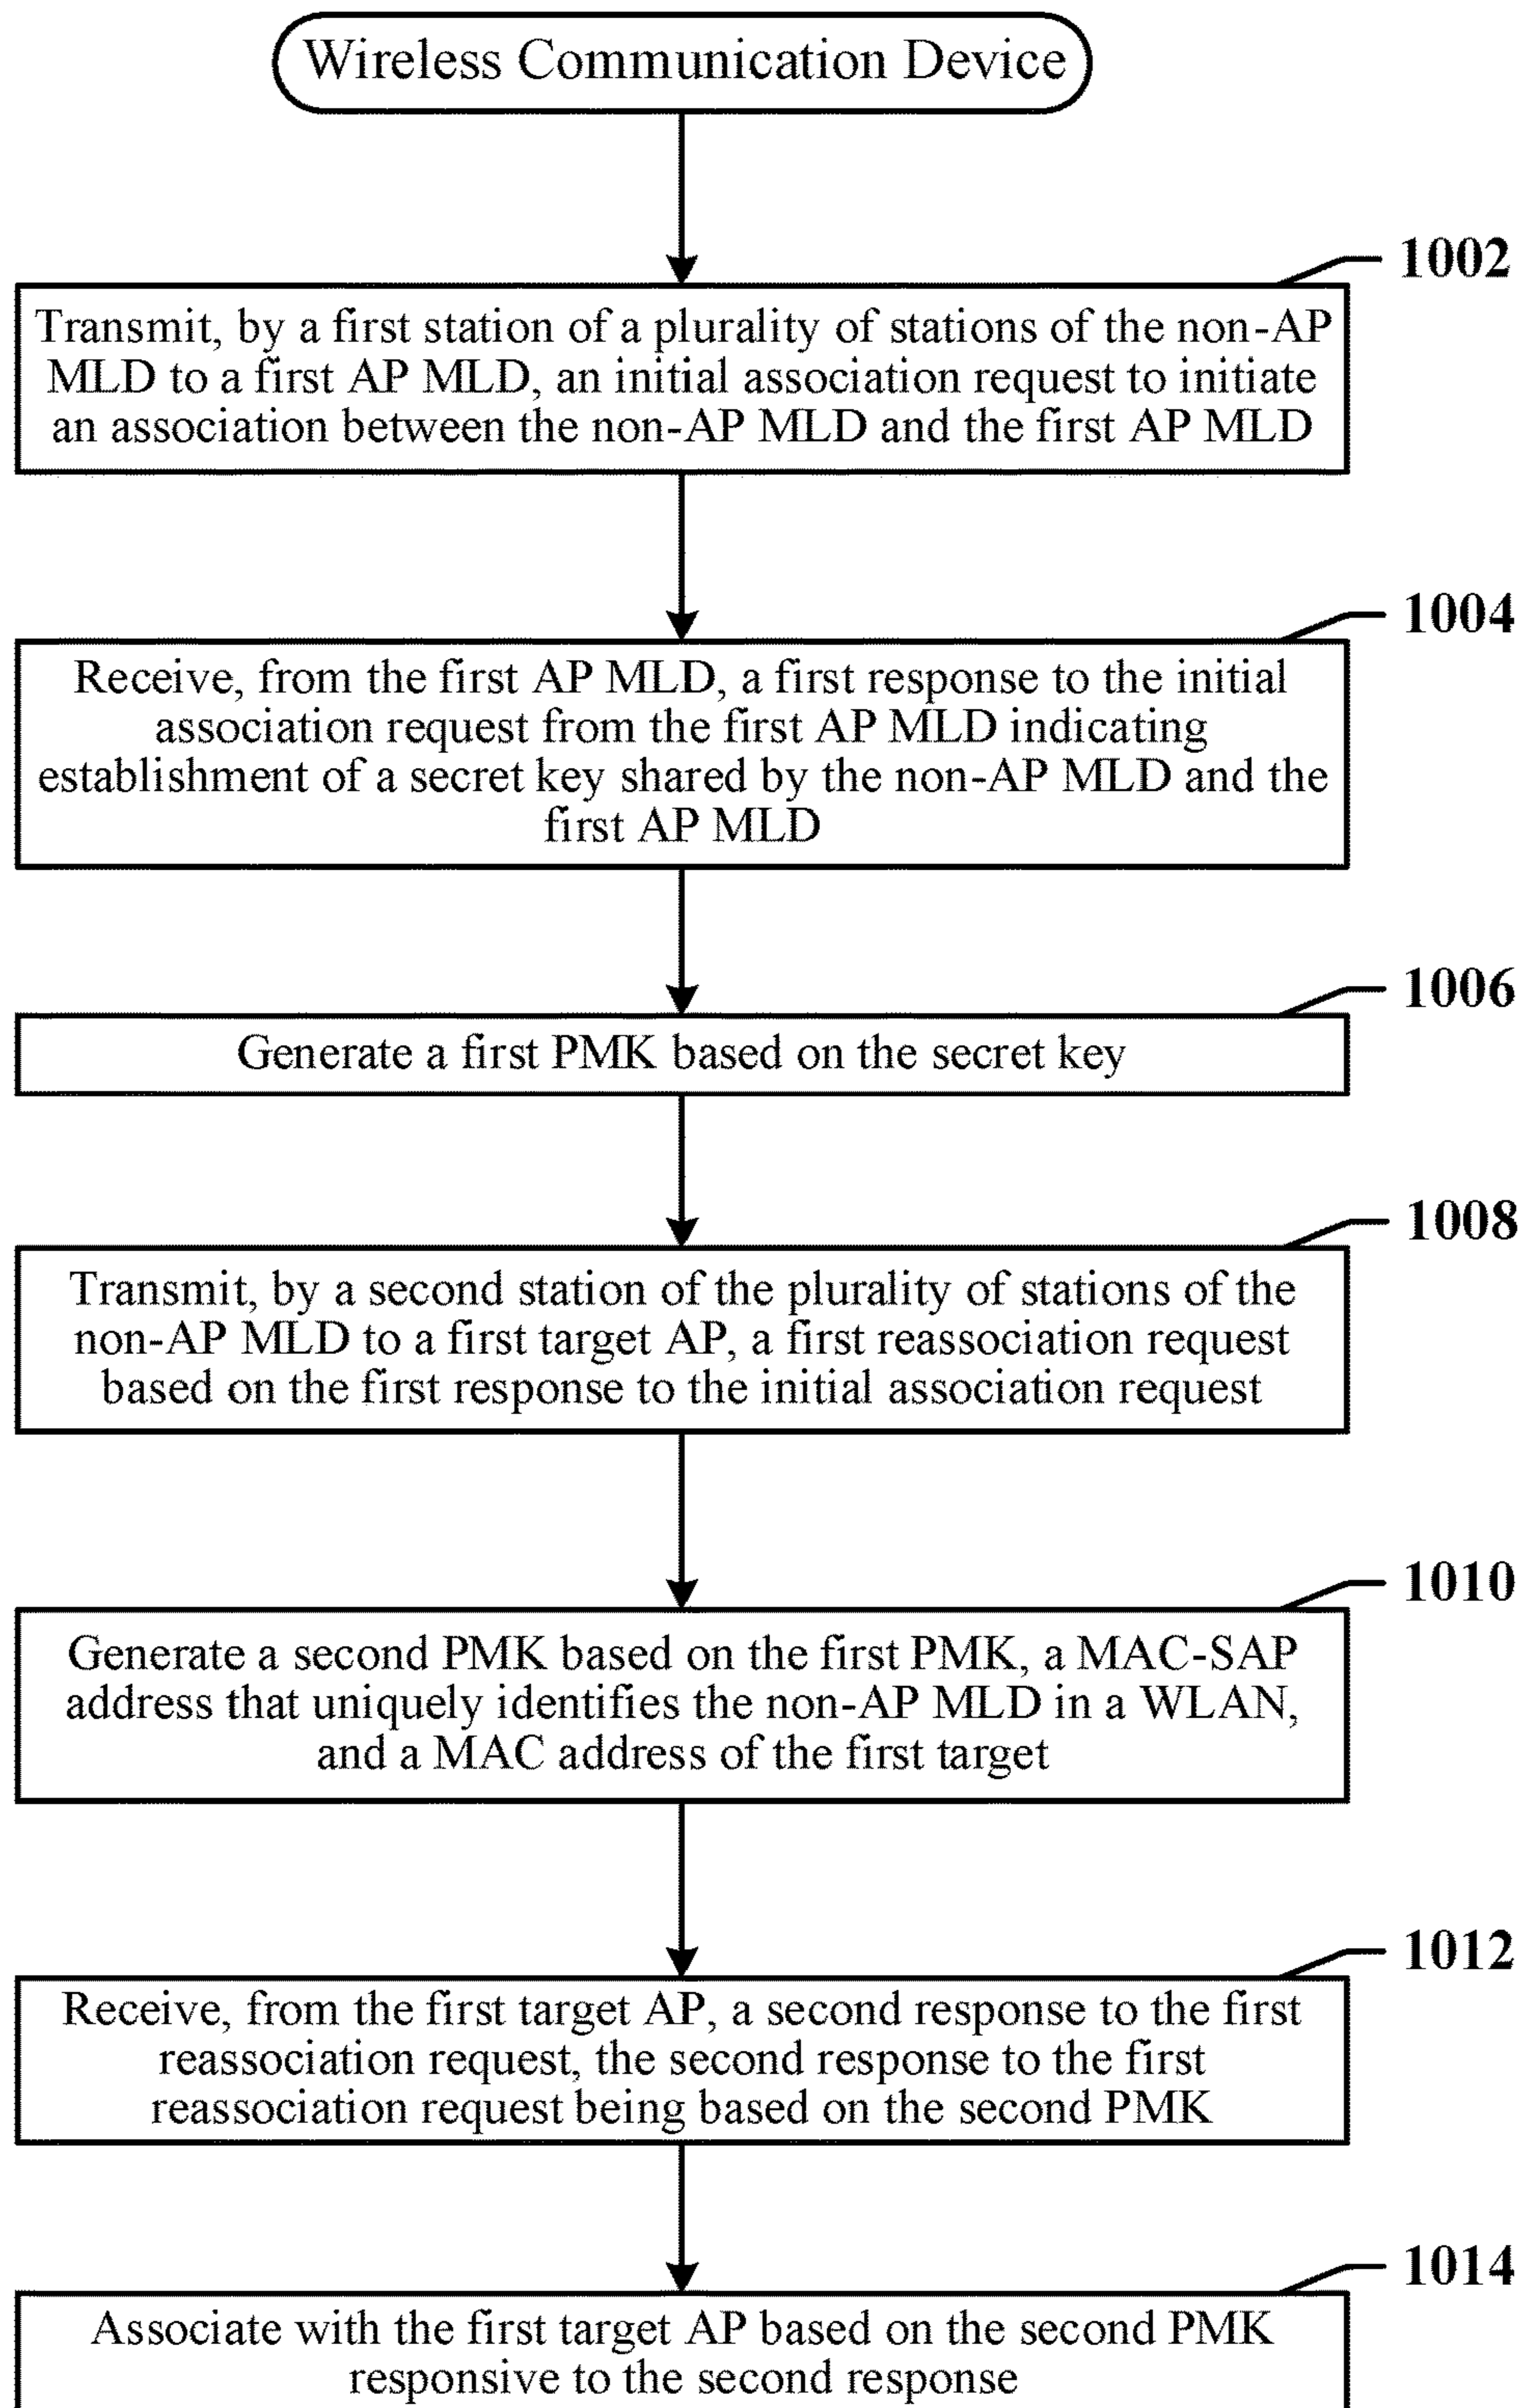 Wireless Communication Device
1002
Transmit, by a first station of a plurality of stations of the non-AP
MLD to a first AP MLD, an initial association request to initiate
an association between the non-AP MLD and the first AP MLD
1004
Receive, from the first AP MLD, a first response to the initial
association request from the first AP MLD indicating
establishment of a secret key shared by the non-AP MLD and the
first AP MLD
1006
Generate a first PMK based on the secret key
1008
Transmit, by a second station of the plurality of stations of the
non-AP MLD to a first target AP, a first reassociation request
based on the first response to the initial association request
1010
Generate a second PMK based on the first PMK, a MAC-SAP
address that uniquely identifies the non-AP MLD in a WLAN,
and a MAC address of the first target
1012
Receive, from the first target AP, a second response to the first
reassociation request, the second response to the first
reassociation request being based on the second PMK
1014
Associate with the first target AP based on the second PMK
responsive to the second response